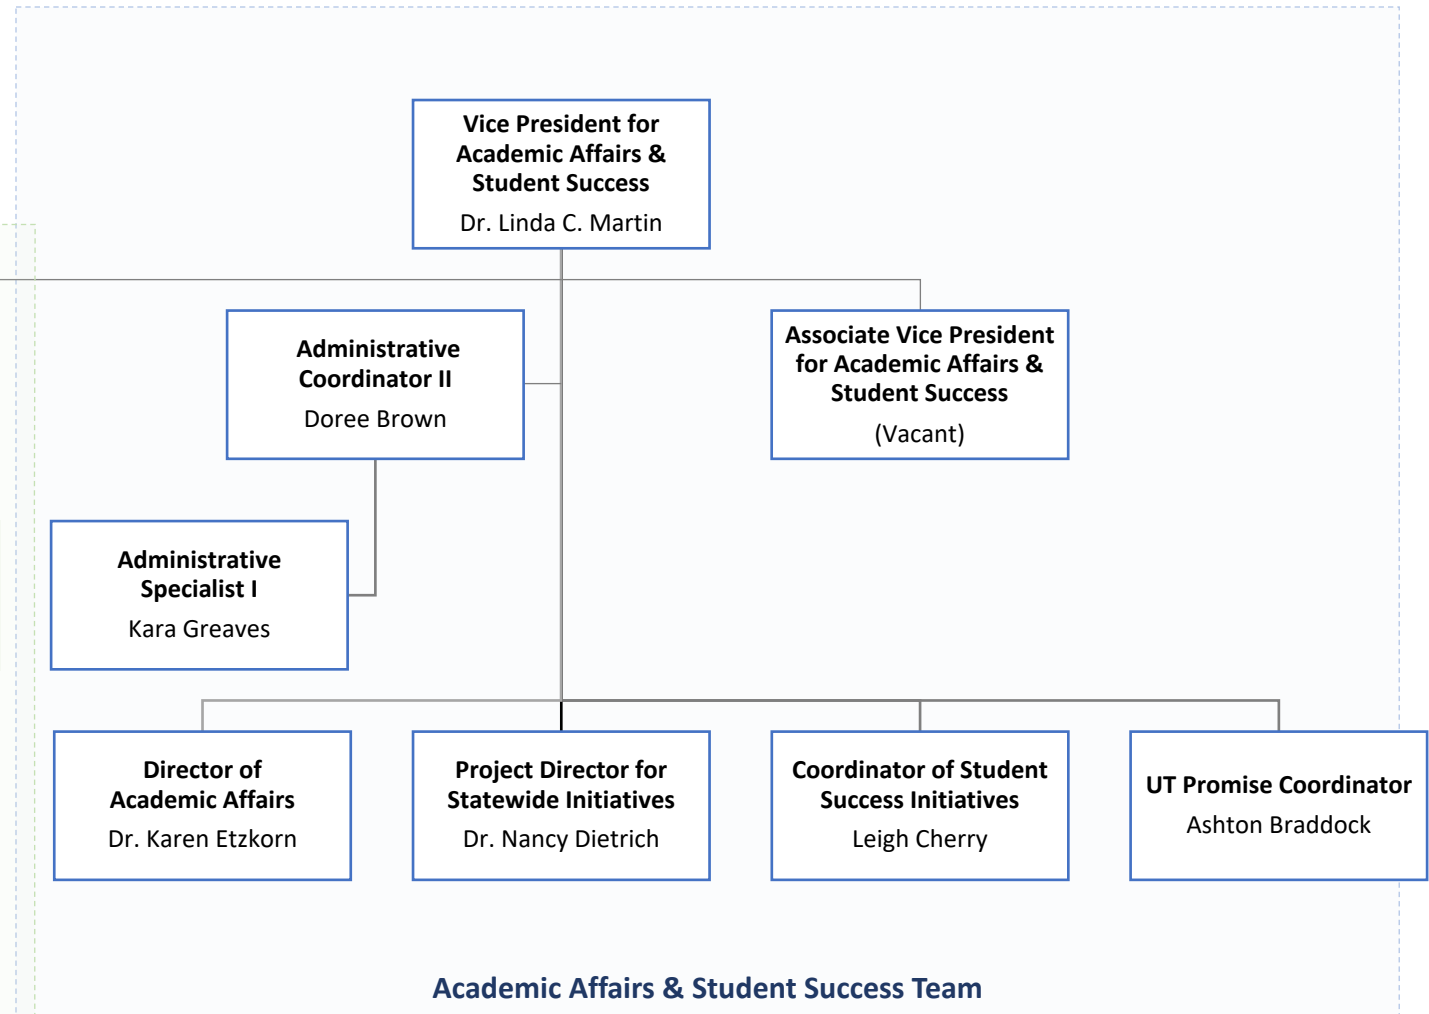 Vice President for
Academic Affairs &
Student Success
Dr. Linda C. Martin
Administrative
Coordinator II
Doree Brown
Associate Vice President
for Academic Affairs &
Student Success
(Vacant)
Administrative
Specialist I
Kara Greaves
Director of
Academic Affairs
Dr. Karen Etzkorn
Project Director for
Statewide Initiatives
Dr. Nancy Dietrich
Coordinator of Student
Success Initiatives
Leigh Cherry
UT Promise Coordinator
Ashton Braddock
Academic Affairs & Student Success Team